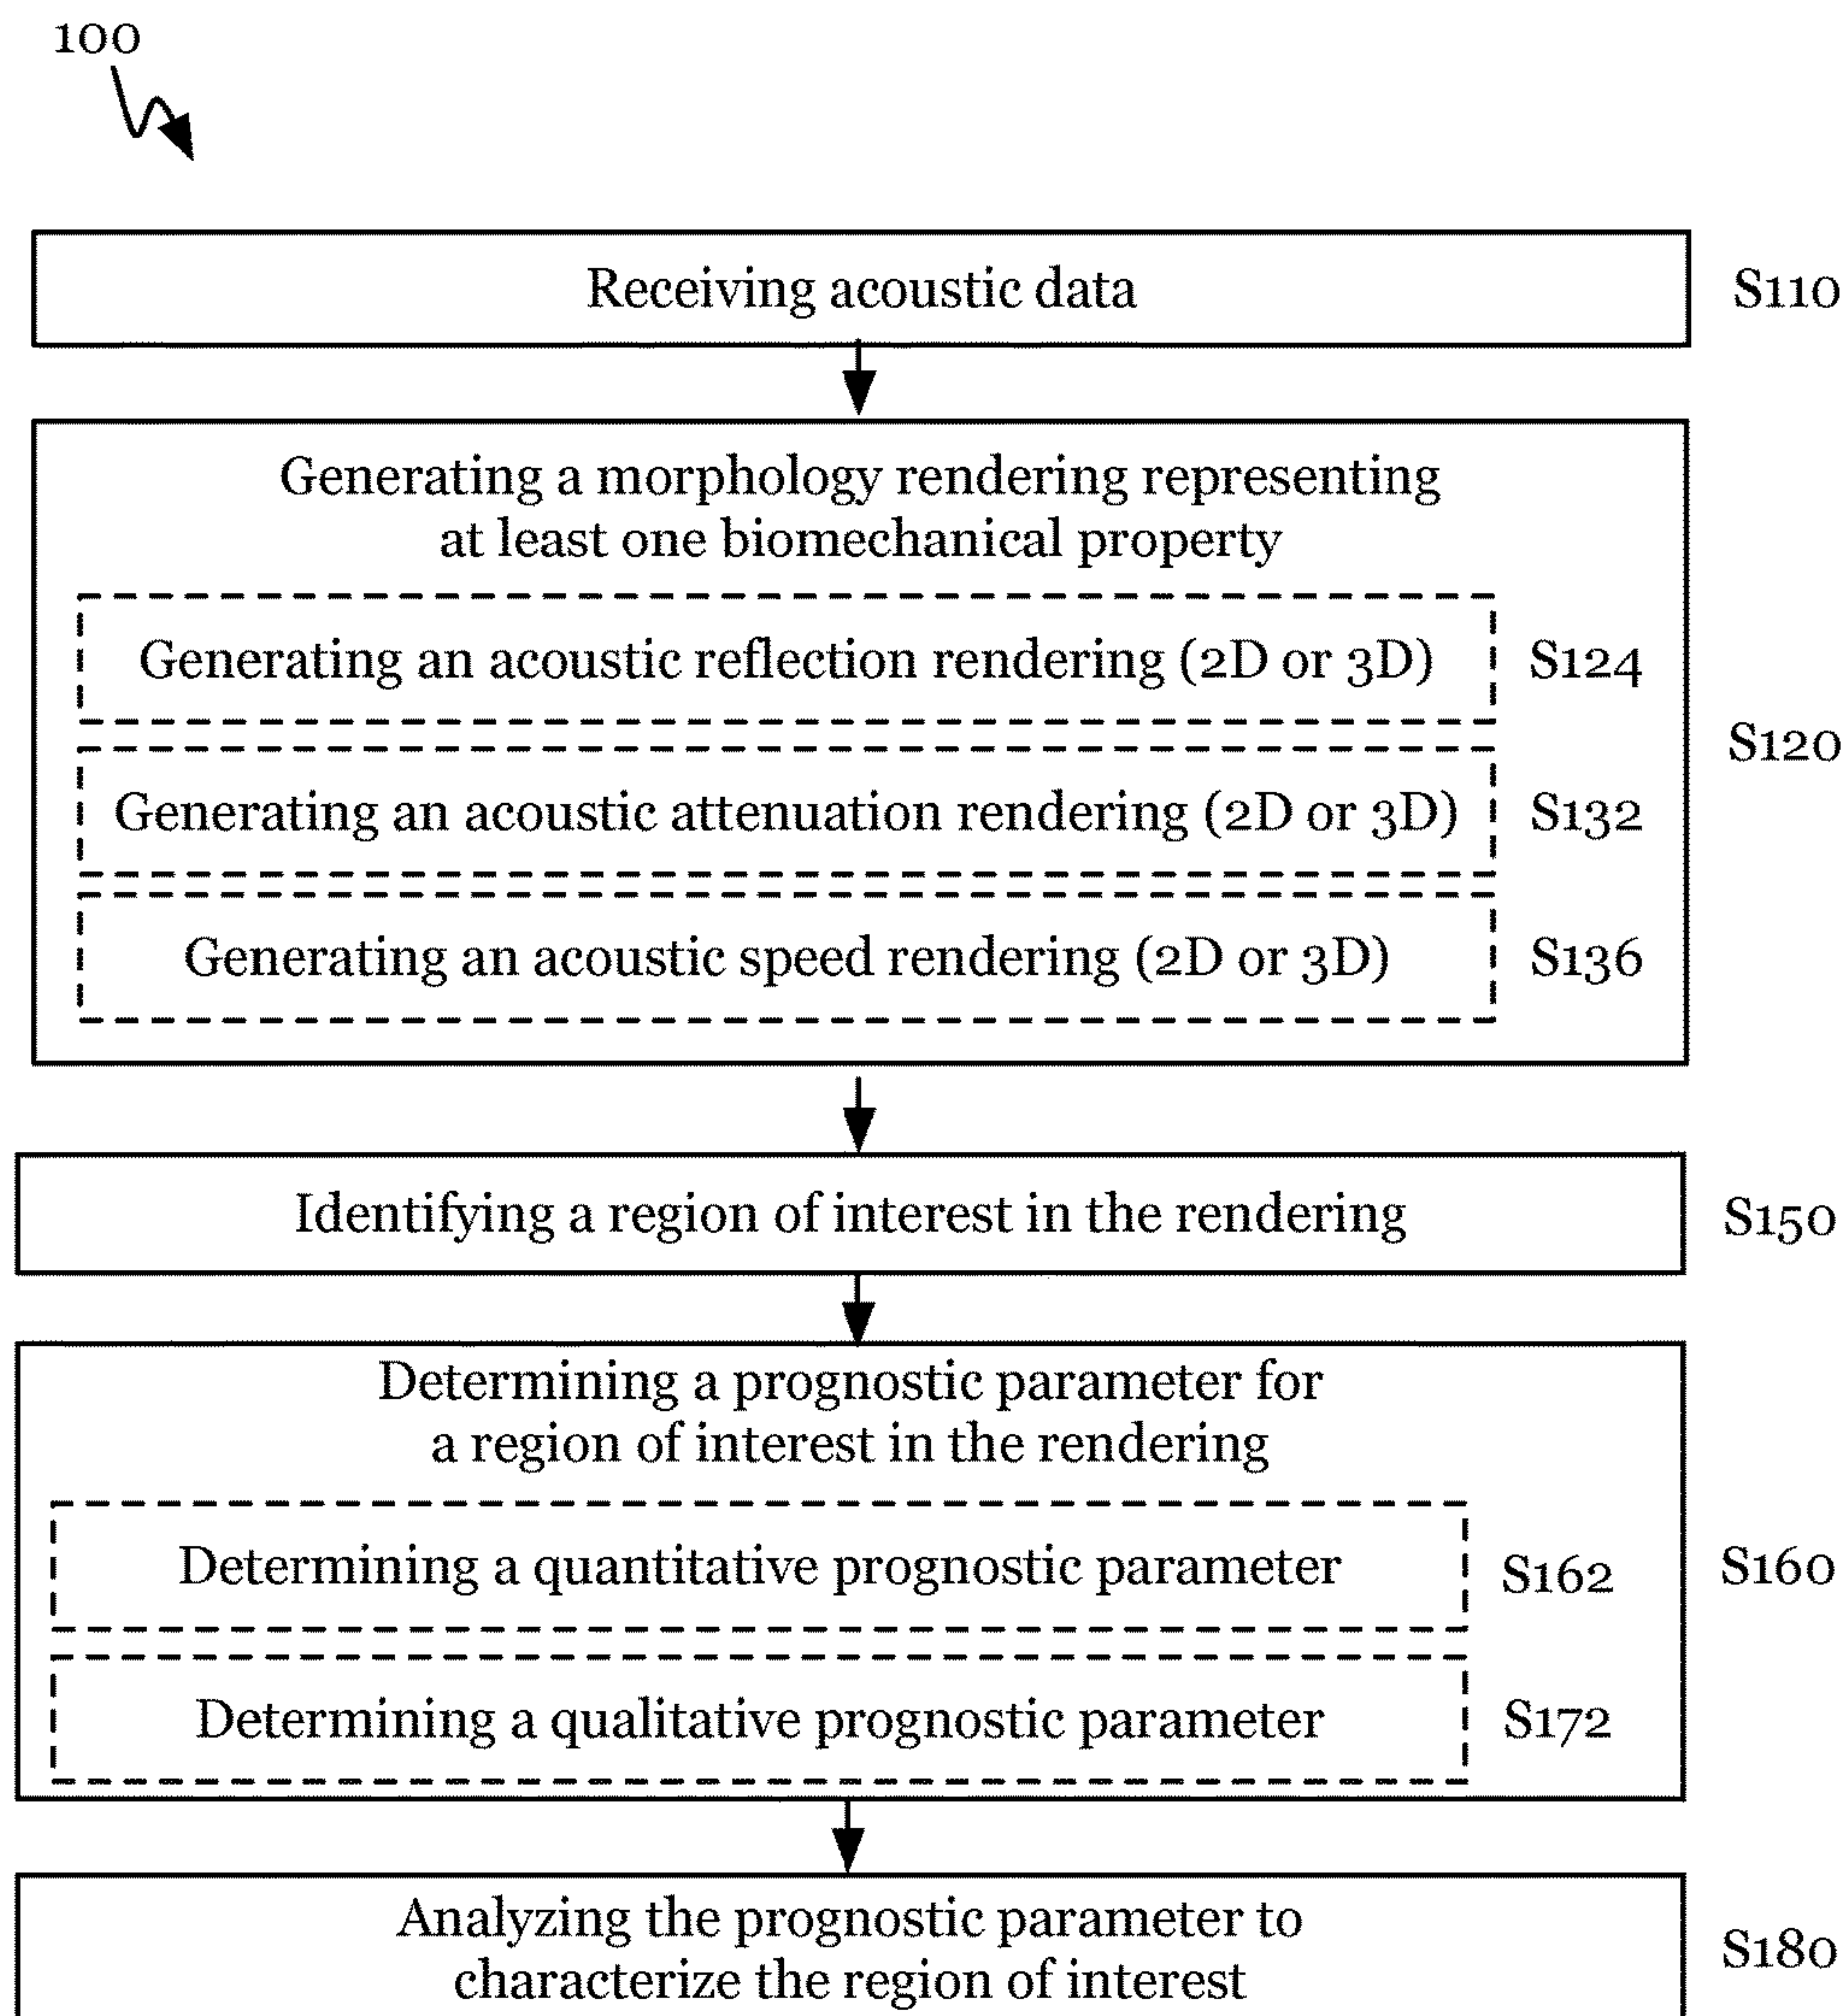 100
Receiving acoustic data
S110
Generating a morphology rendering representing
at least one biomechanical property
Generating an acoustic reflection rendering (2D or 3D)
S124
S120
Generating an acoustic attenuation rendering (2D or 3D)
S132
Generating an acoustic speed rendering (2D or 3D)
S136
Identifying a region of interest in the rendering
S150
Determining a prognostic parameter for
a region of interest in the rendering
Determining a quantitative prognostic parameter
S162
S160
Determining a qualitative prognostic parameter
S172
Analyzing the prognostic parameter to
characterize the region of interest
S180